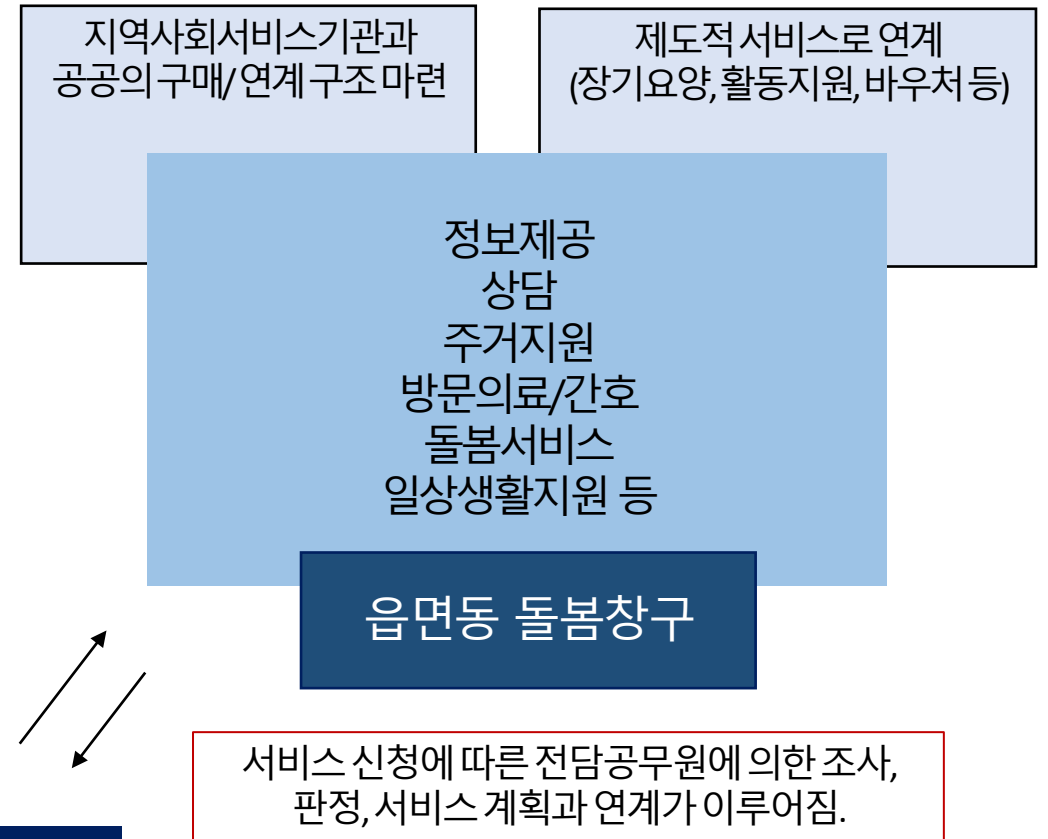 지역사회서비스기관과
공공의 구매/ 연계 구조 마련
제도적 서비스로 연계
(장기요양, 활동지원, 바우처 등)
정보제공
상담
주거지원
방문의료/간호
돌봄서비스
일상생활지원 등
읍면동 돌봄창구
서비스 신청에 따른 전담공무원에 의한 조사,
판정, 서비스 계획과 연계가 이루어짐.